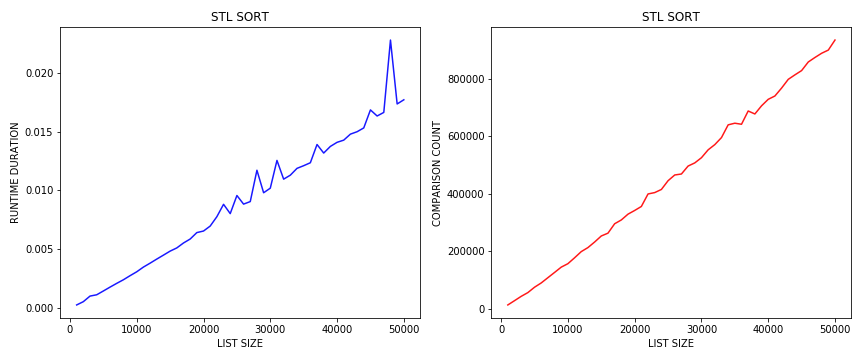 STL SORT
RUNTIME DURATION
0.020
0.015
0.010
0.005
0.000
0 10000 20000 30000 40000 50000
LIST SIZE
STL SORT
COMPARISON COUNT
800000
600000
400000
200000
0
0 10000 20000 30000 40000 50000
LIST SIZE